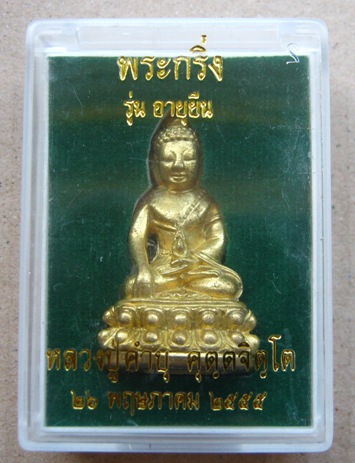 พระกริ่ง
รุ่น อายุยืน
หลวงปู่คำบุ คุตฺตจิตฺโต
๒๖ พฤษภาคม ๒๕๕๕